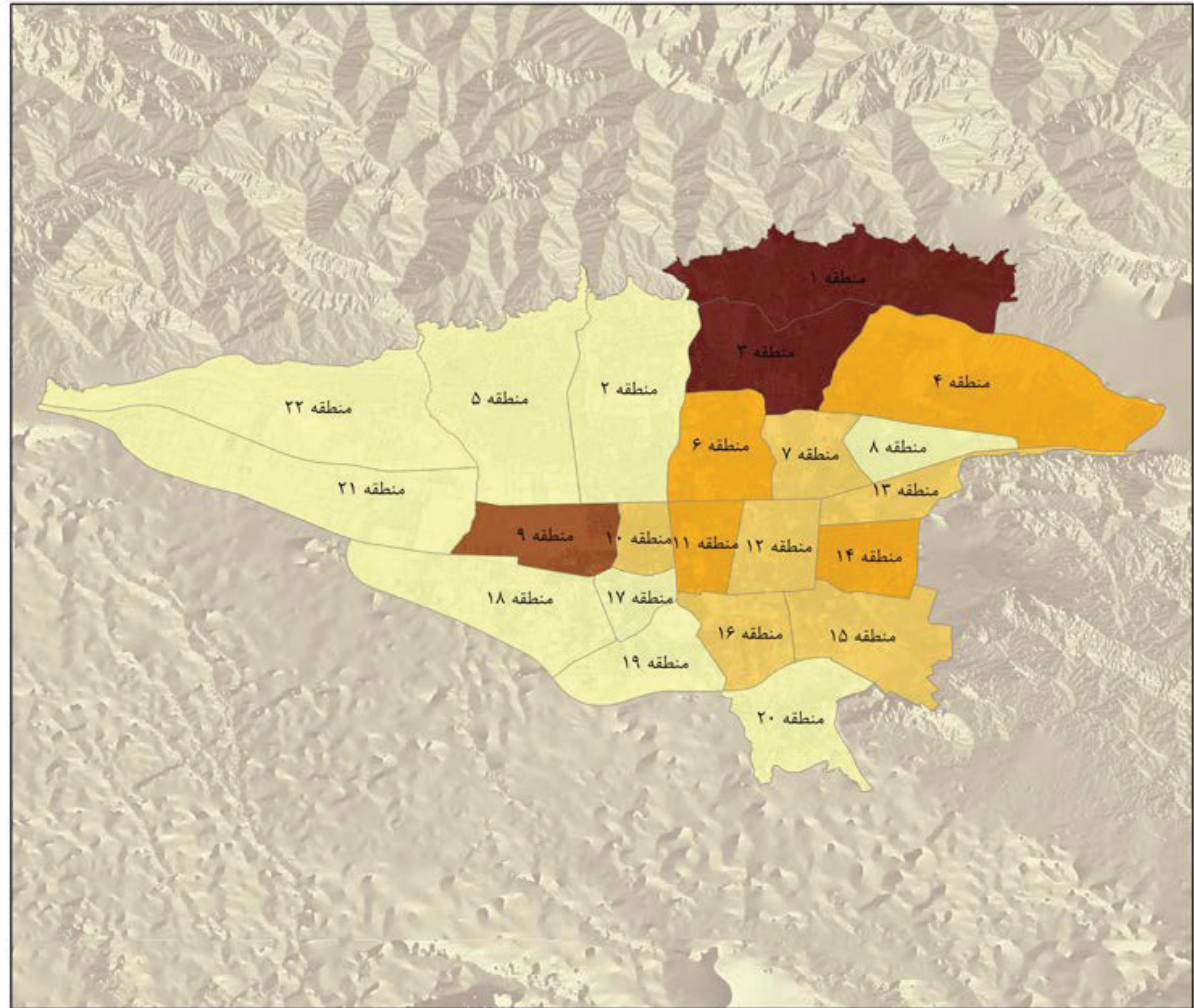 منطقه ۱
منطقه ۳
منطقه ۴
منطقه ۲
منطقه ۵
منطقه ۲۲
منطقه ۶
منطقه ۷
منطقه ۸
منطقه ۲۱
منطقه ۱۳
منطقه ۹
منطقه ۱۰
منطقه ۱۱
منطقه ۱۲
منطقه ۱۴
منطقه ۱۸
منطقه ۱۷
منطقه ۱۶
منطقه ۱۵
منطقه ۱۹
منطقه ۲۰